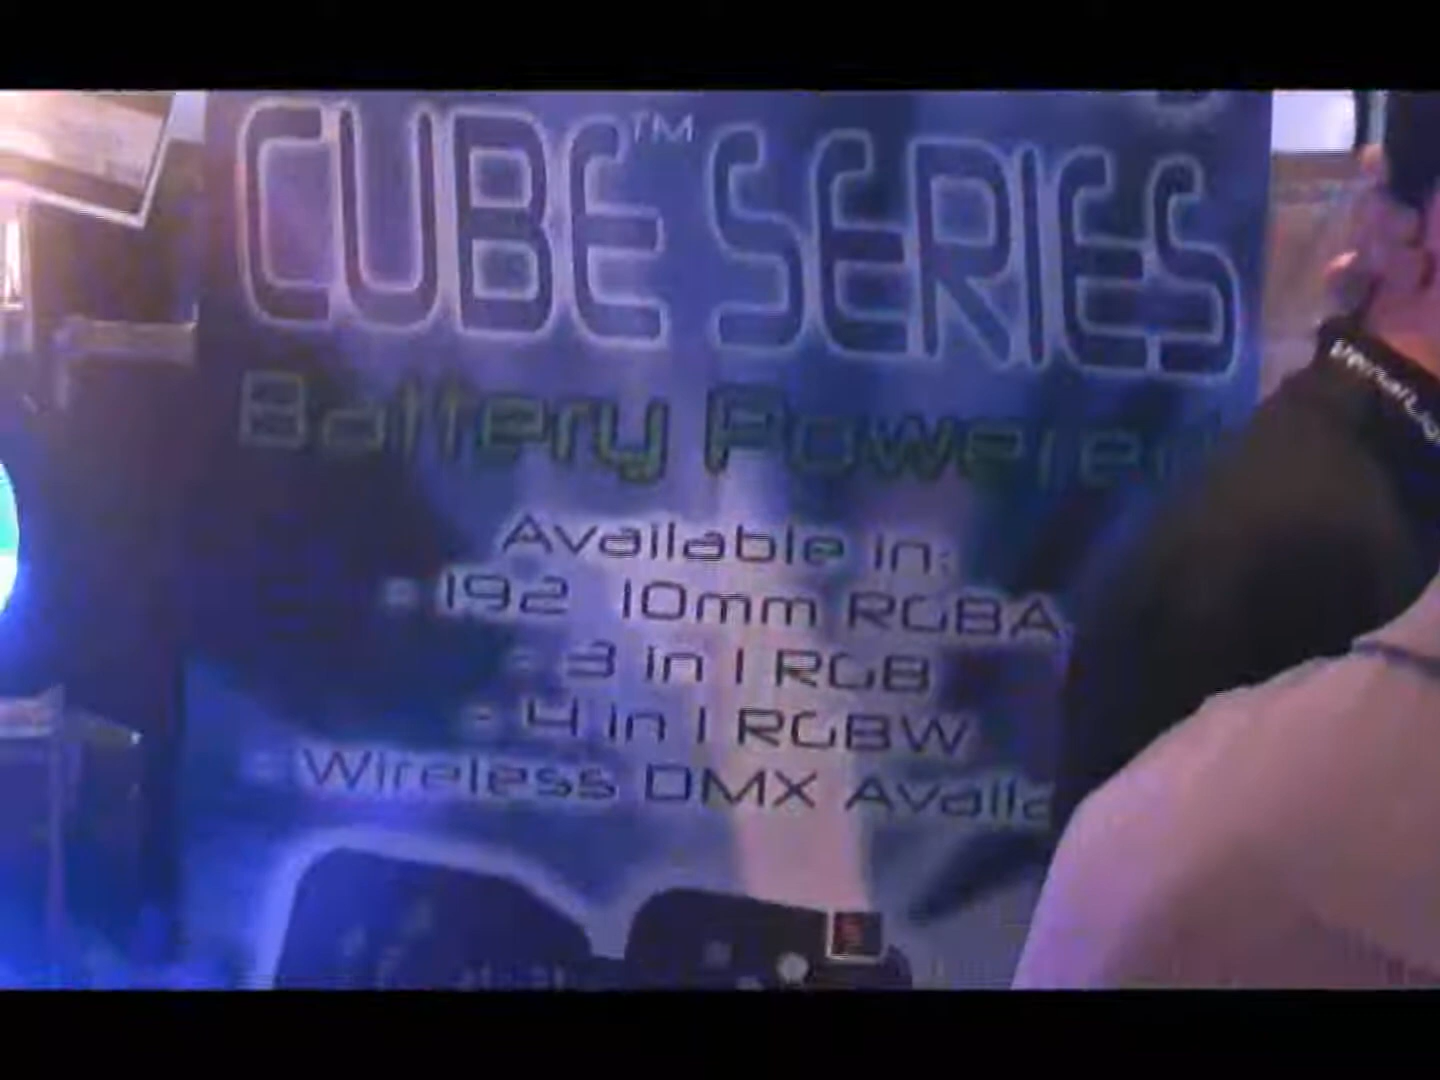 CUBE™ SERIES
Battery Powered
Available in:
- 192 10mm RGBA
- 3 in 1 RGB
- 4 in 1 RGBW
- Wireless DMX Availa